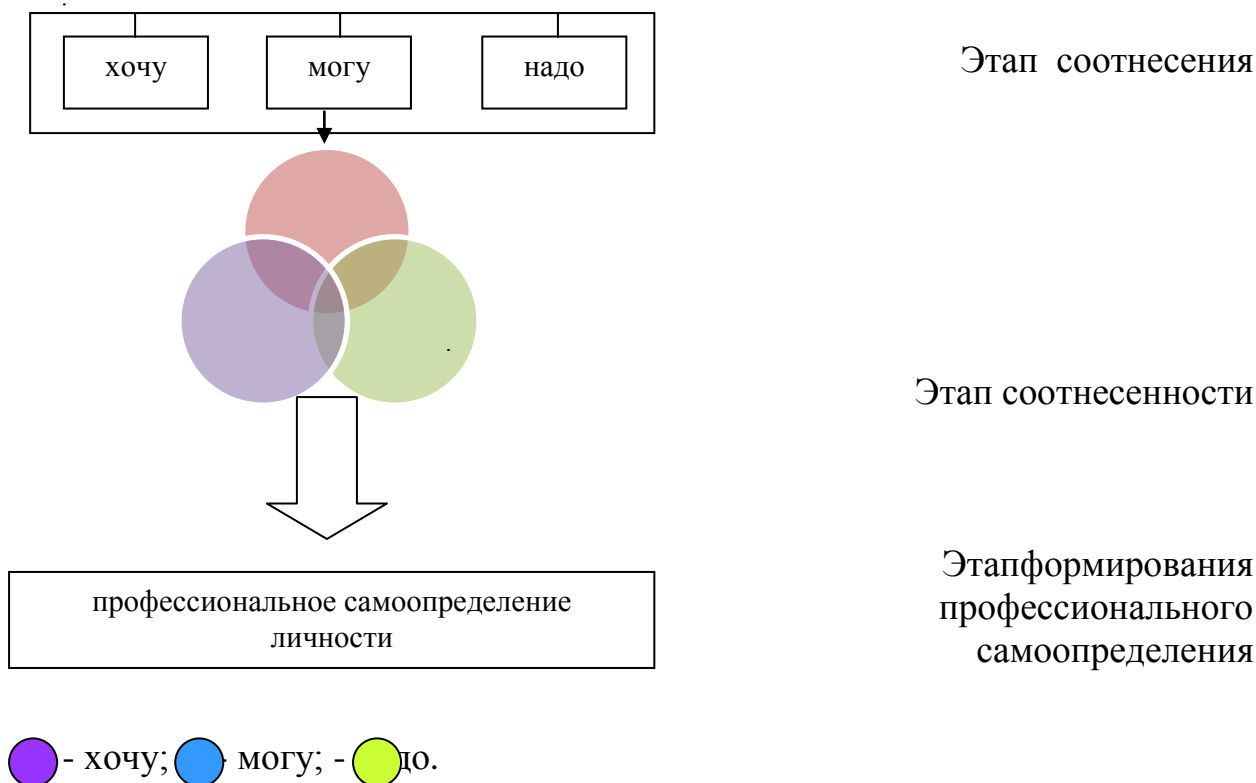 хочу
могу
надо
Этап соотнесения
Этап соотнесенности
Этапформирования
профессионального
самоопределения
профессиональное самоопределение
личности
- хочу; - могу; - до.